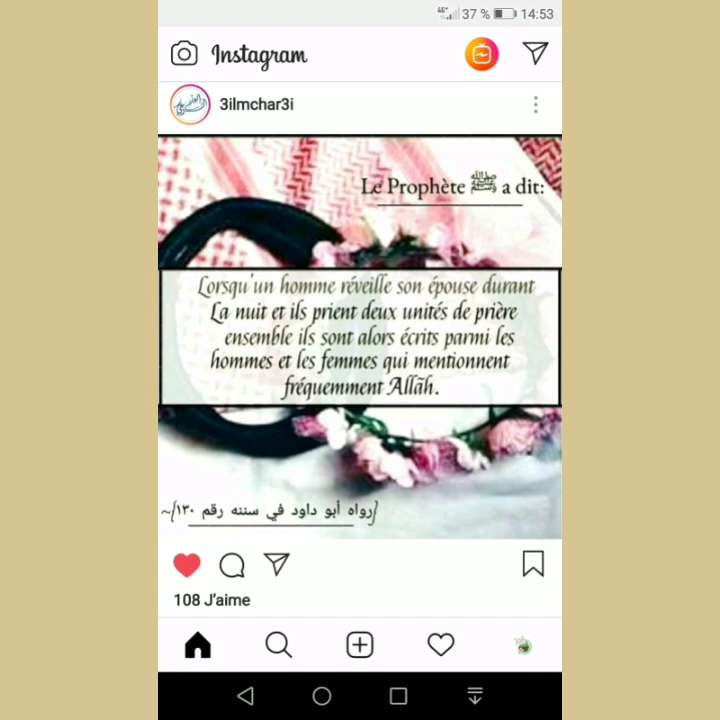 4G+ 37 % 14:53
Instagram
3ilmchar3i
Le Prophète ﷺ a dit:
Lorsqu'un homme réveille son épouse durant
La nuit et ils prient deux unités de prière
ensemble ils sont alors écrits parmi les
hommes et les femmes qui mentionnent
fréquemment Allãh.
~{رواه أبو داود في سننه رقم ١٣٠}
108 J'aime